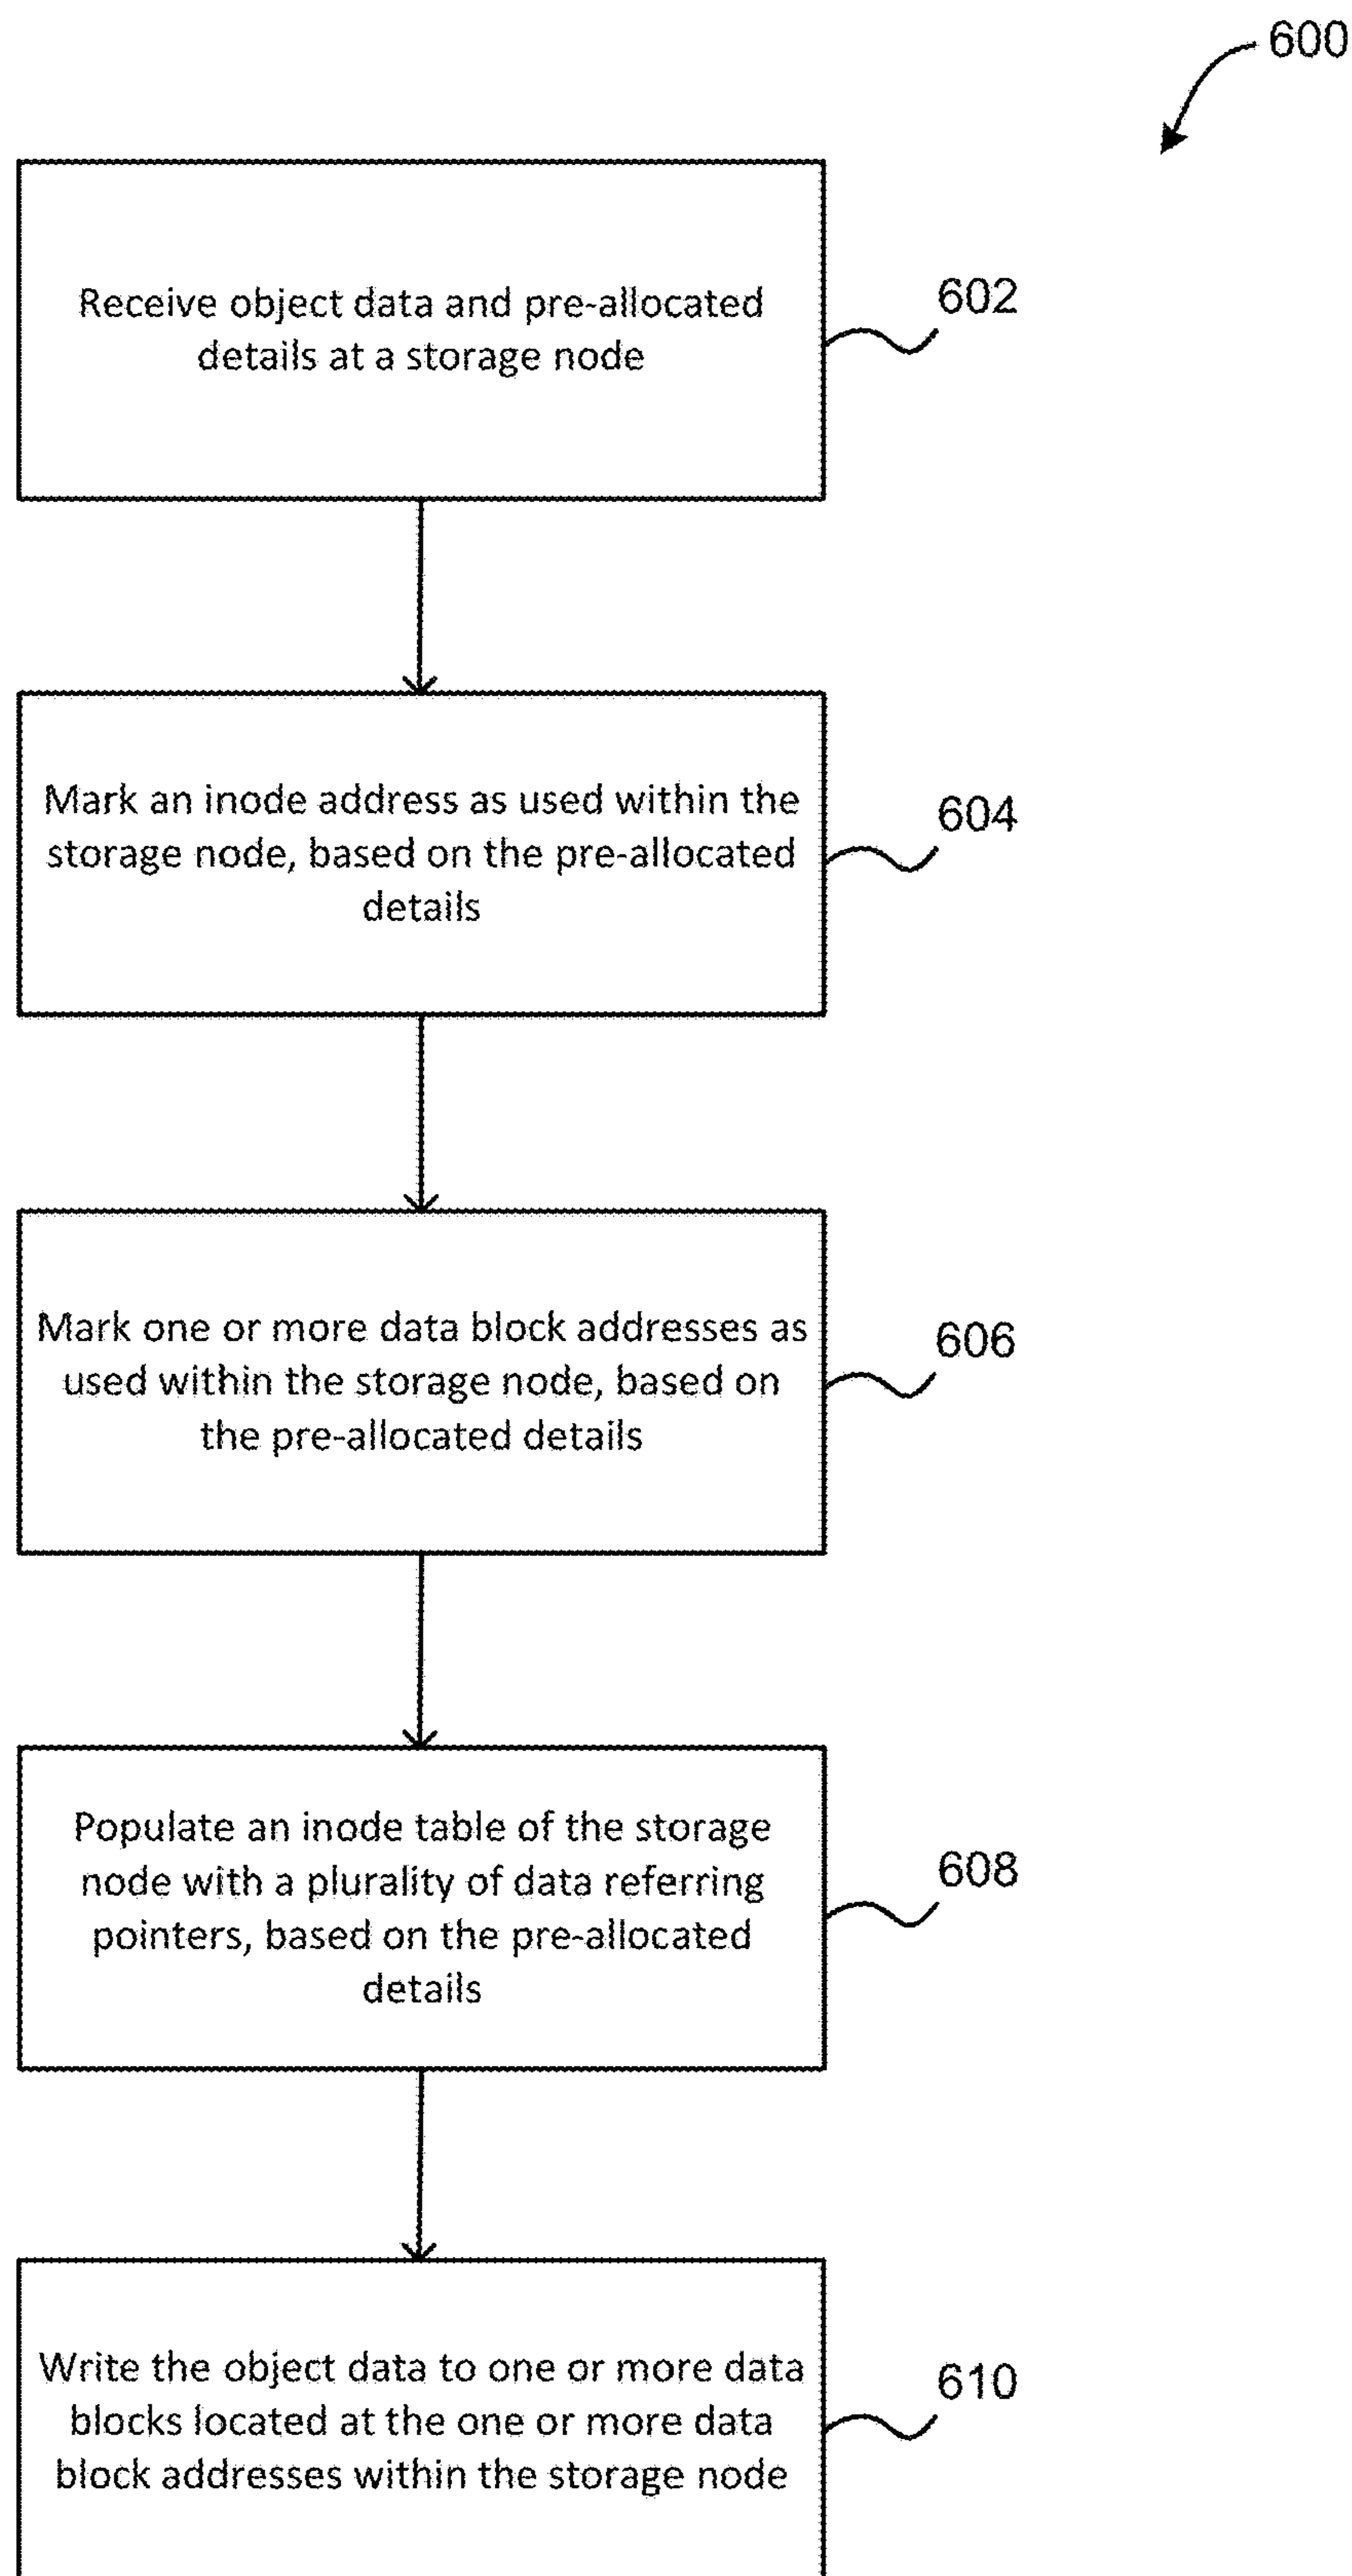 600
Receive object data and pre-allocated
details at a storage node
602
Mark an inode address as used within the
storage node, based on the pre-allocated
details
604
Mark one or more data block addresses as
used within the storage node, based on
the pre-allocated details
606
Populate an inode table of the storage
node with a plurality of data referring
pointers, based on the pre-allocated
details
608
Write the object data to one or more data
blocks located at the one or more data
block addresses within the storage node
610